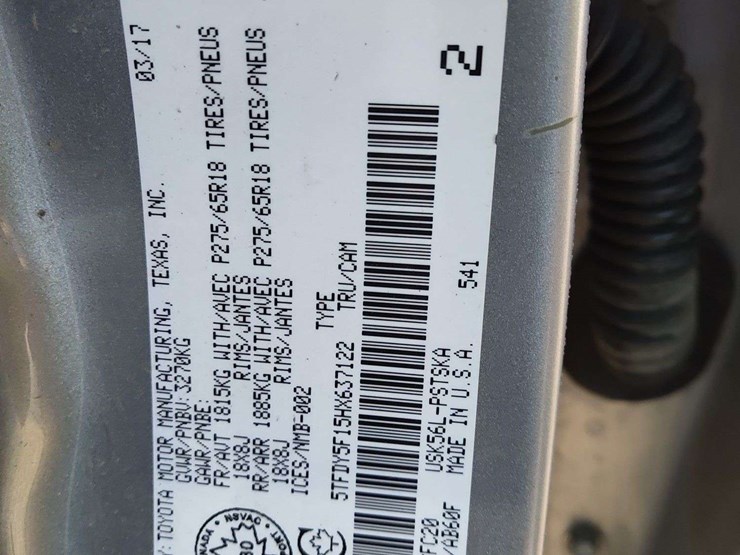 Y: TOYOTA MOTOR MANUFACTURING, TEXAS, INC. 03/17
GVWR/PNBV: 3270KG
GAWR/PNBE:
FR/AVT 1815KG WITH/AVEC P275/65R18 TIRES/PNEUS
18X8J RIMS/JANTES
RR/ARR 1885KG WITH/AVEC P275/65R18 TIRES/PNEUS
18X8J RIMS/JANTES
ICES/NMB-002
TYPE
5TFDY5F15HX637122 TRU/CAM
2
FC20 USK56L-PSTSKA 541
/AB60F MADE IN U.S.A.